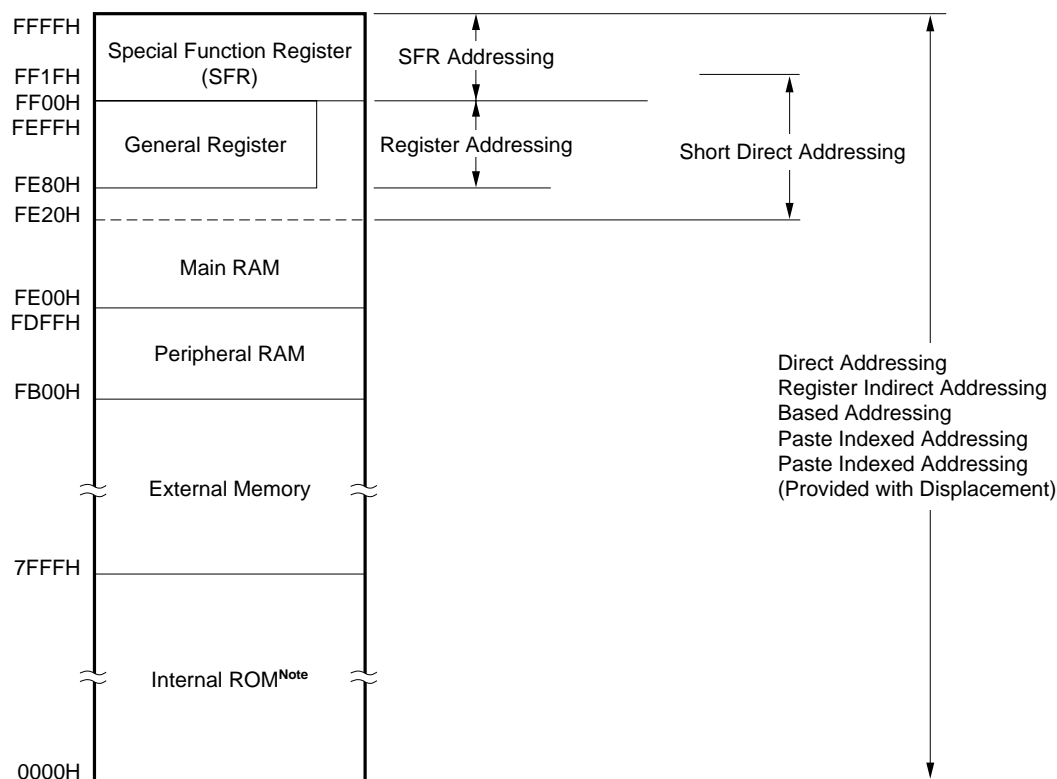 FFFFH
Special Function Register
(SFR)
SFR Addressing
FF1FH
FF00H
FEFFH
General Register
Register Addressing
Short Direct Addressing
FE80H
FE20H
Main RAM
FE00H
FDFFH
Peripheral RAM
FB00H
Direct Addressing
Register Indirect Addressing
Based Addressing
Paste Indexed Addressing
Paste Indexed Addressing
(Provided with Displacement)
External Memory
7FFFH
Internal ROMNote
0000H